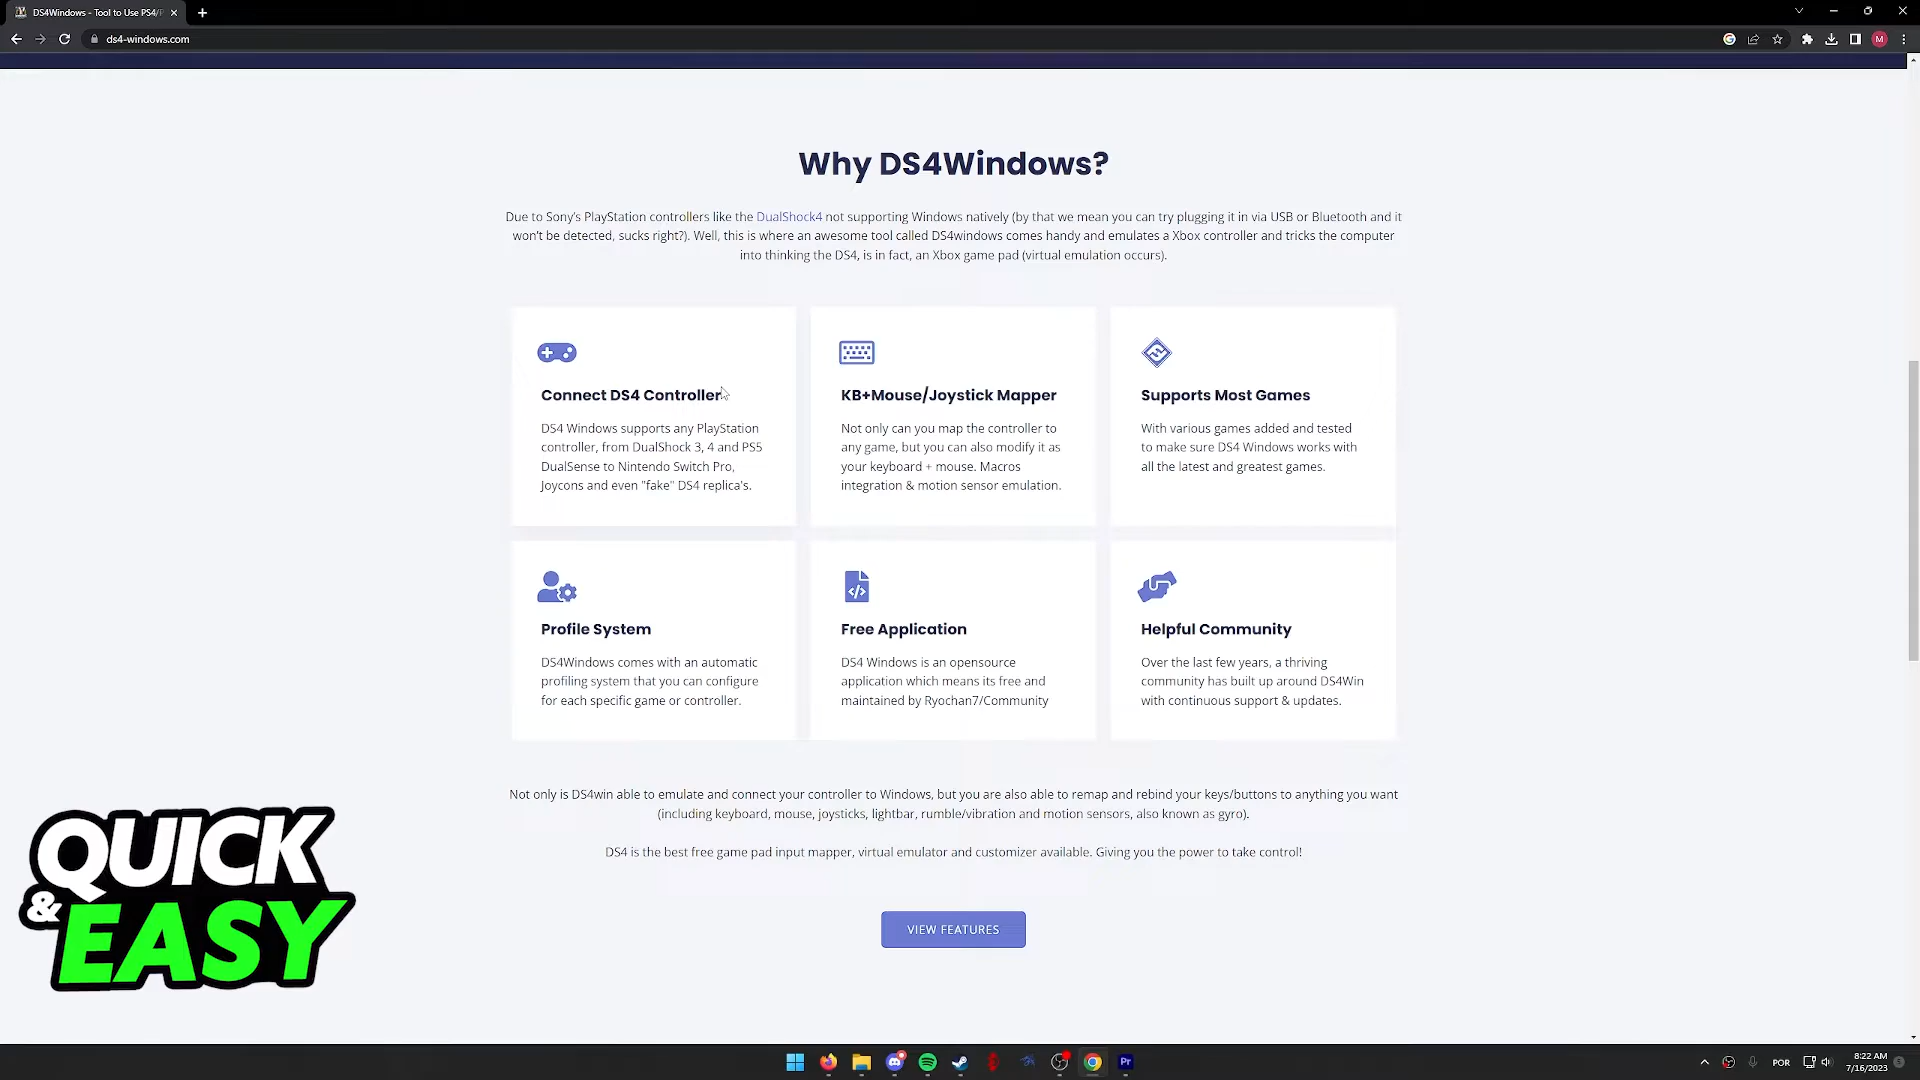 DS4Windows - Tool to Use PS4/P
ds4-windows.com
M
Why DS4Windows?
Due to Sony's PlayStation controllers like the DualShock4 not supporting Windows natively (by that we mean you can try plugging it in via USB or Bluetooth and it
won't be detected, sucks right?). Well, this is where an awesome tool called DS4windows comes handy and emulates a Xbox controller and tricks the computer
into thinking the DS4, is in fact, an Xbox game pad (virtual emulation occurs).
Connect DS4 Controller
DS4 Windows supports any PlayStation
controller, from DualShock 3, 4 and PS5
DualSense to Nintendo Switch Pro,
Joycons and even "fake" DS4 replica's.
KB+Mouse/Joystick Mapper
Not only can you map the controller to
any game, but you can also modify it as
your keyboard + mouse. Macros
integration & motion sensor emulation.
Supports Most Games
With various games added and tested
to make sure DS4 Windows works with
all the latest and greatest games.
Profile System
DS4Windows comes with an automatic
profiling system that you can configure
for each specific game or controller.
Free Application
DS4 Windows is an opensource
application which means its free and
maintained by Ryochan7/Community
Helpful Community
Over the last few years, a thriving
community has built up around DS4Win
with continuous support & updates.
Not only is DS4win able to emulate and connect your controller to Windows, but you are also able to remap and rebind your keys/buttons to anything you want
(including keyboard, mouse, joysticks, lightbar, rumble/vibration and motion sensors, also known as gyro).
DS4 is the best free game pad input mapper, virtual emulator and customizer available. Giving you the power to take control!
VIEW FEATURES
QUICK
& EASY
Pr
POR
8:22 AM
7/16/2023